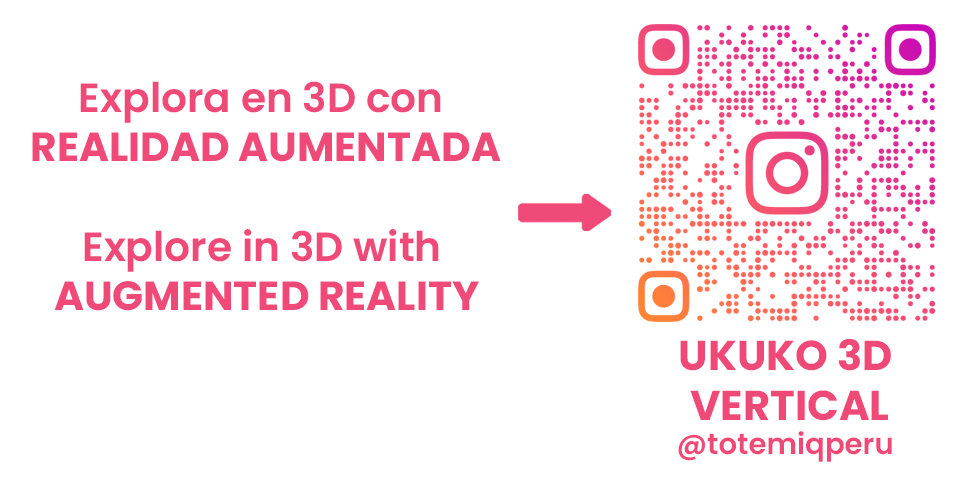 Explora en 3D con
REALIDAD AUMENTADA
Explore in 3D with
AUGMENTED REALITY
UKUKO 3D
VERTICAL
@totemiqperu